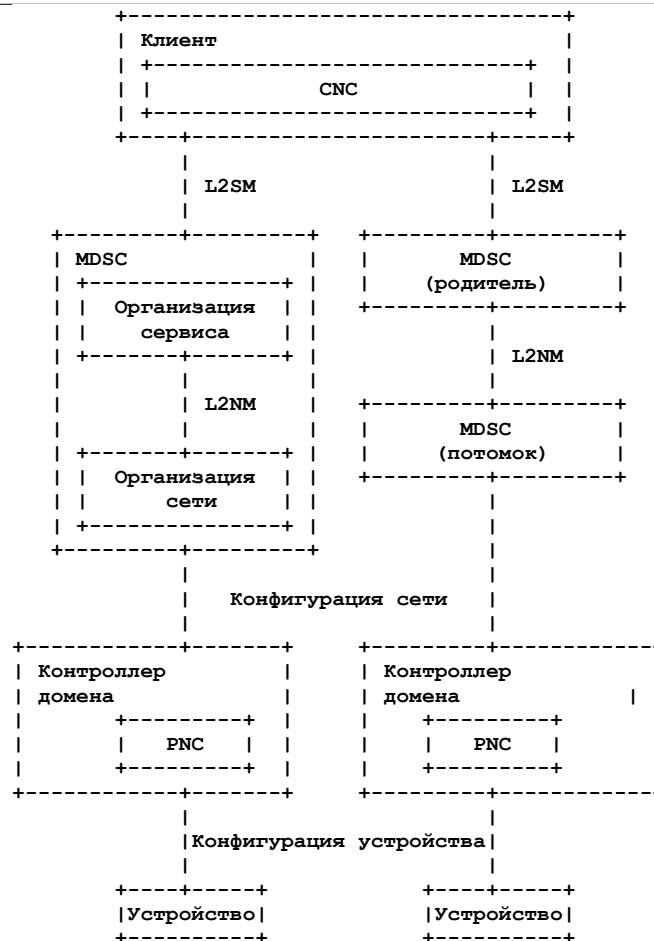 Клиент
CNC
L2SM L2SM
MDSC MDSC
(родитель)
Организация
сервиса
L2NM
L2NM
MDSC
(потомок)
Организация
сети
Конфигурация сети
Контроллер Контроллер
домена домена
PNC PNC
Конфигурация устройства
Устройство Устройство